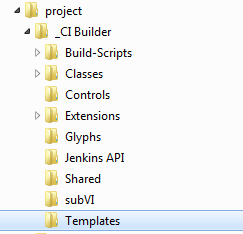 project
_CI Builder
Build-Scripts
Classes
Controls
Extensions
Glyphs
Jenkins API
Shared
subVI
Templates